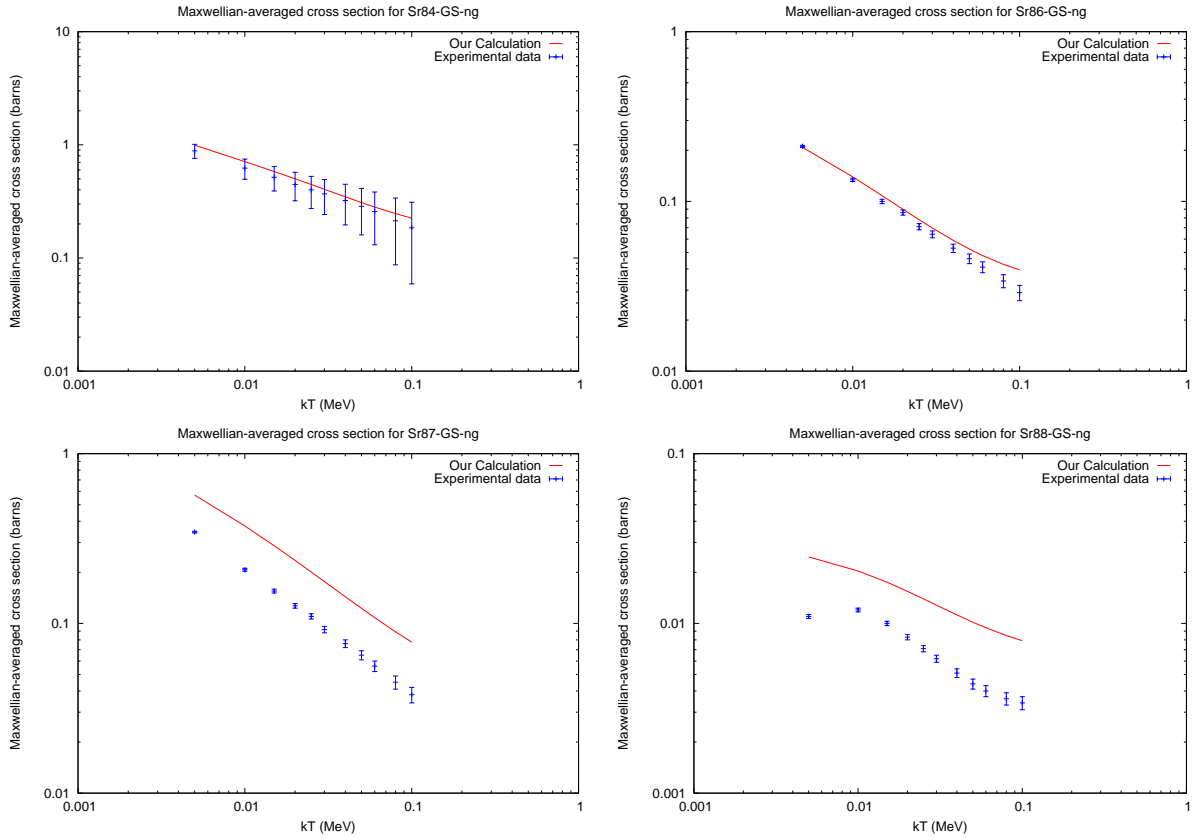 Maxwellian-averaged cross section for Sr84-GS-ng
Maxwellian-averaged cross section (barns)
10
1
0.1
0.01
Our Calculation
Experimental data
0.001
0.01
0.1
1
kT (MeV)
Maxwellian-averaged cross section for Sr86-GS-ng
Maxwellian-averaged cross section (barns)
1
0.1
0.01
Our Calculation
Experimental data
0.001
0.01
0.1
1
kT (MeV)
Maxwellian-averaged cross section for Sr87-GS-ng
Maxwellian-averaged cross section (barns)
1
0.1
0.01
Our Calculation
Experimental data
0.001
0.01
0.1
1
kT (MeV)
Maxwellian-averaged cross section for Sr88-GS-ng
Maxwellian-averaged cross section (barns)
0.1
0.01
0.001
Our Calculation
Experimental data
0.001
0.01
0.1
1
kT (MeV)